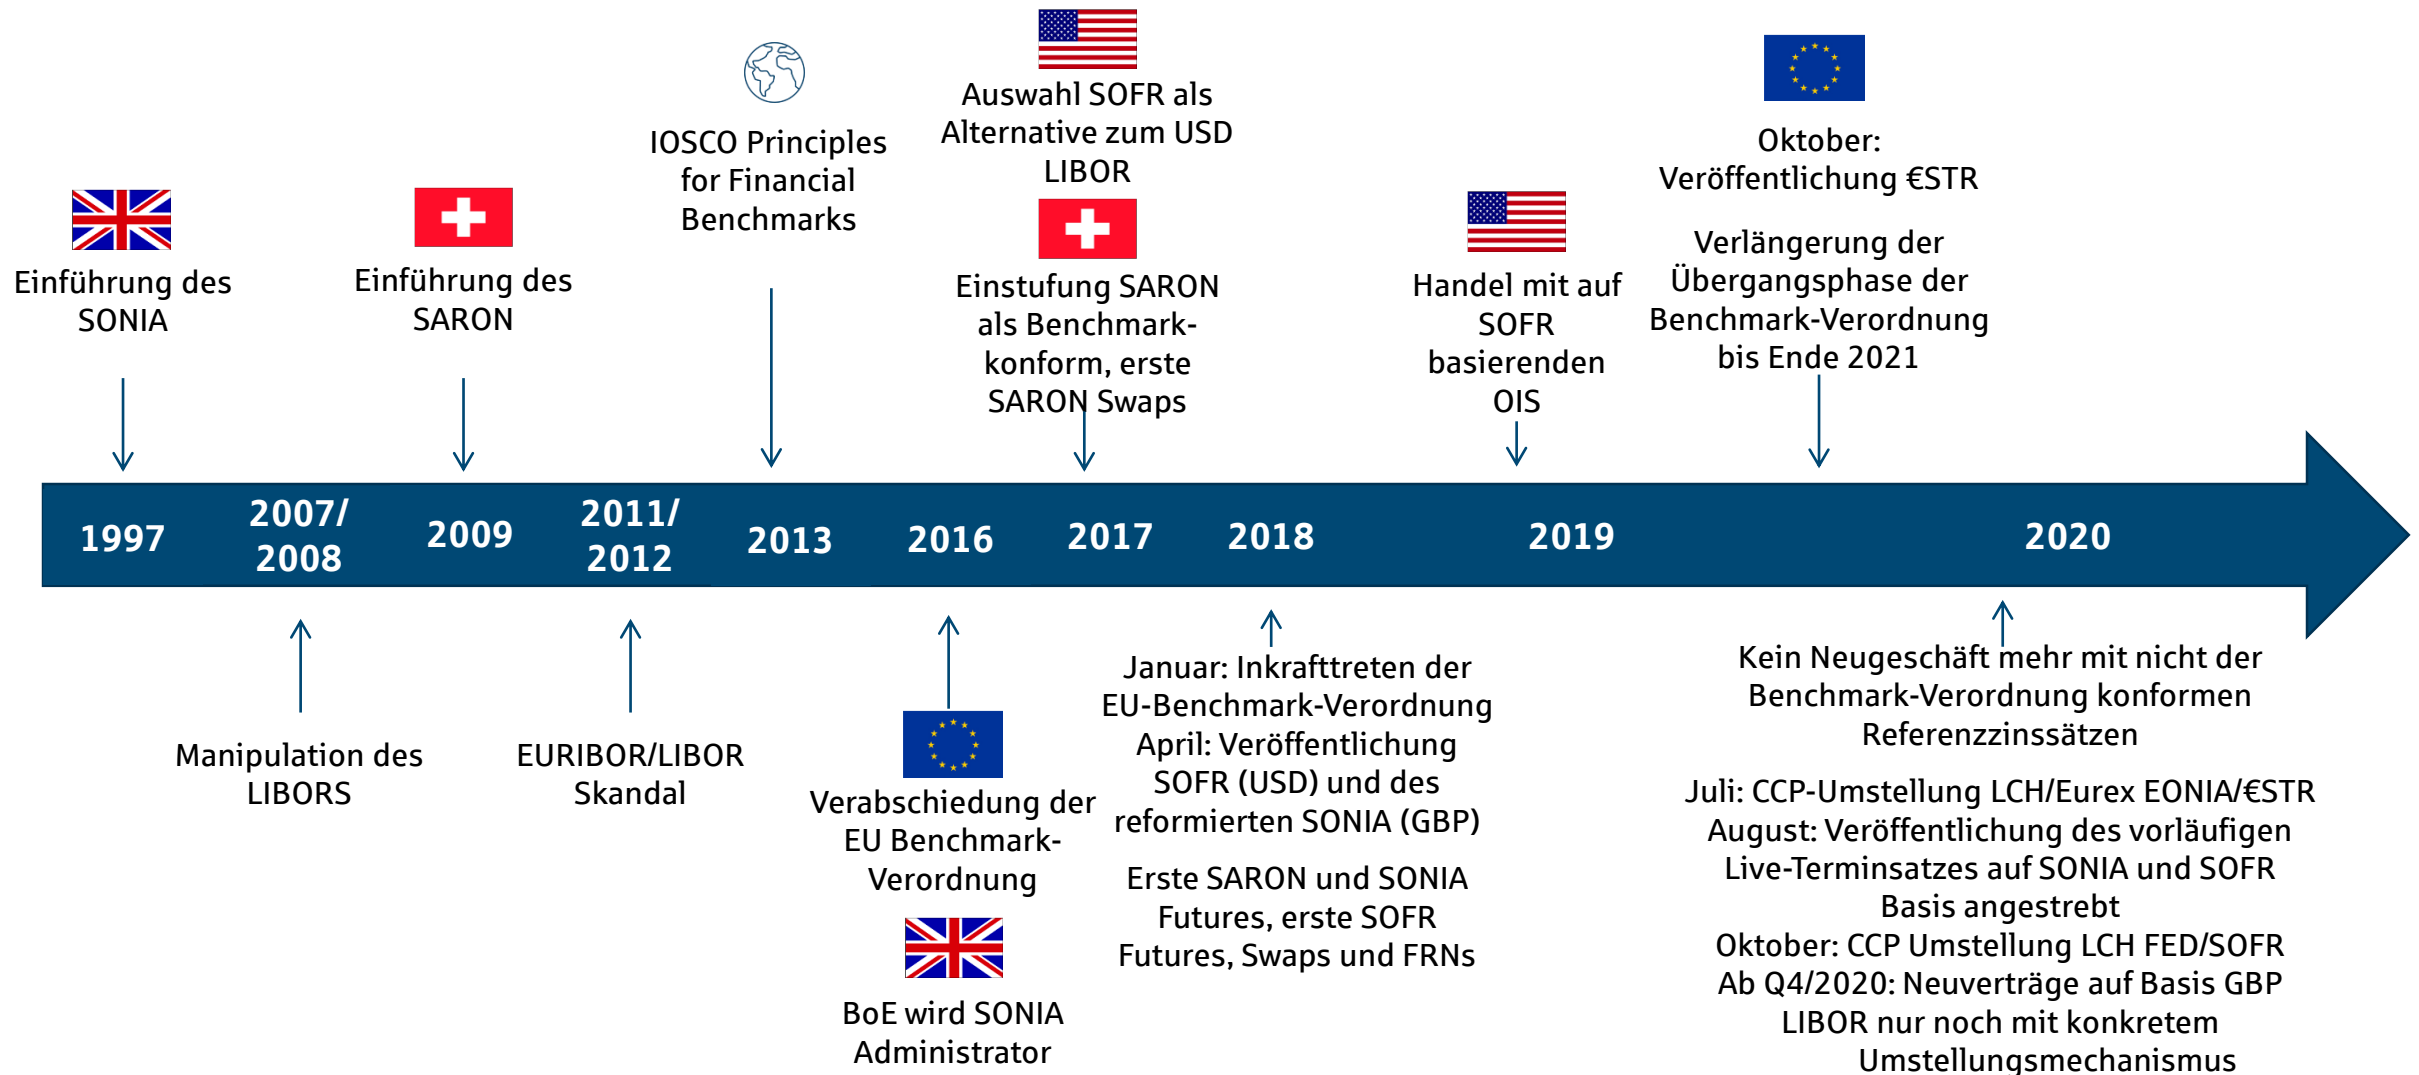 Einführung des
SONIA
Einführung des
SARON
IOSCO Principles
for Financial
Benchmarks
Auswahl SOFR als
Alternative zum USD
LIBOR
Einstufung SARON
als Benchmark-
konform, erste
SARON Swaps
Handel mit auf
SOFR
basierenden
OIS
Oktober:
Veröffentlichung €STR
Verlängerung der
Übergangsphase der
Benchmark-Verordnung
bis Ende 2021
1997
2007/
2008
2009
2011/
2012
2013
2016
2017
2018
2019
2020
Manipulation des
LIBORS
EURIBOR/LIBOR
Skandal
Verabschiedung der
EU Benchmark-
Verordnung
BoE wird SONIA
Administrator
Januar: Inkrafttreten der
EU-Benchmark-Verordnung
April: Veröffentlichung
SOFR (USD) und des
reformierten SONIA (GBP)
Erste SARON und SONIA
Futures, erste SOFR
Futures, Swaps und FRNs
Kein Neugeschäft mehr mit nicht der
Benchmark-Verordnung konformen
Referenzzinssätzen
Juli: CCP-Umstellung LCH/Eurex EONIA/€STR
August: Veröffentlichung des vorläufigen
Live-Terminsatzes auf SONIA und SOFR
Basis angestrebt
Oktober: CCP Umstellung LCH FED/SOFR
Ab Q4/2020: Neuverträge auf Basis GBP
LIBOR nur noch mit konkretem
Umstellungsmechanismus